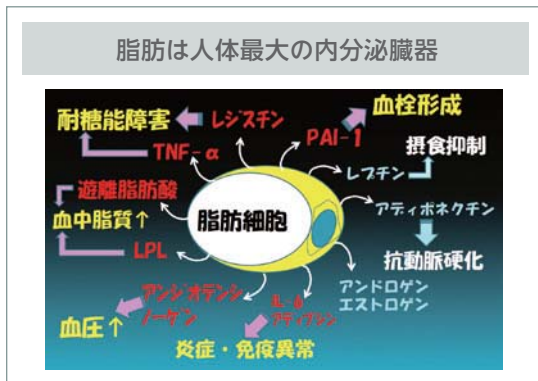 脂肪は人体最大の内分泌臓器
血栓形成
耐糖能障害
レジスチン
PAI-1
摂食抑制
TNF-α
レプチン
遊離脂肪酸
アディポネクチン
血中脂質↑
脂肪細胞
LPL
抗動脈硬化
アンジオテンシ
ノーゲン
IL-6
アディプシン
アンドロゲン
エストロゲン
血圧↑
炎症・免疫異常